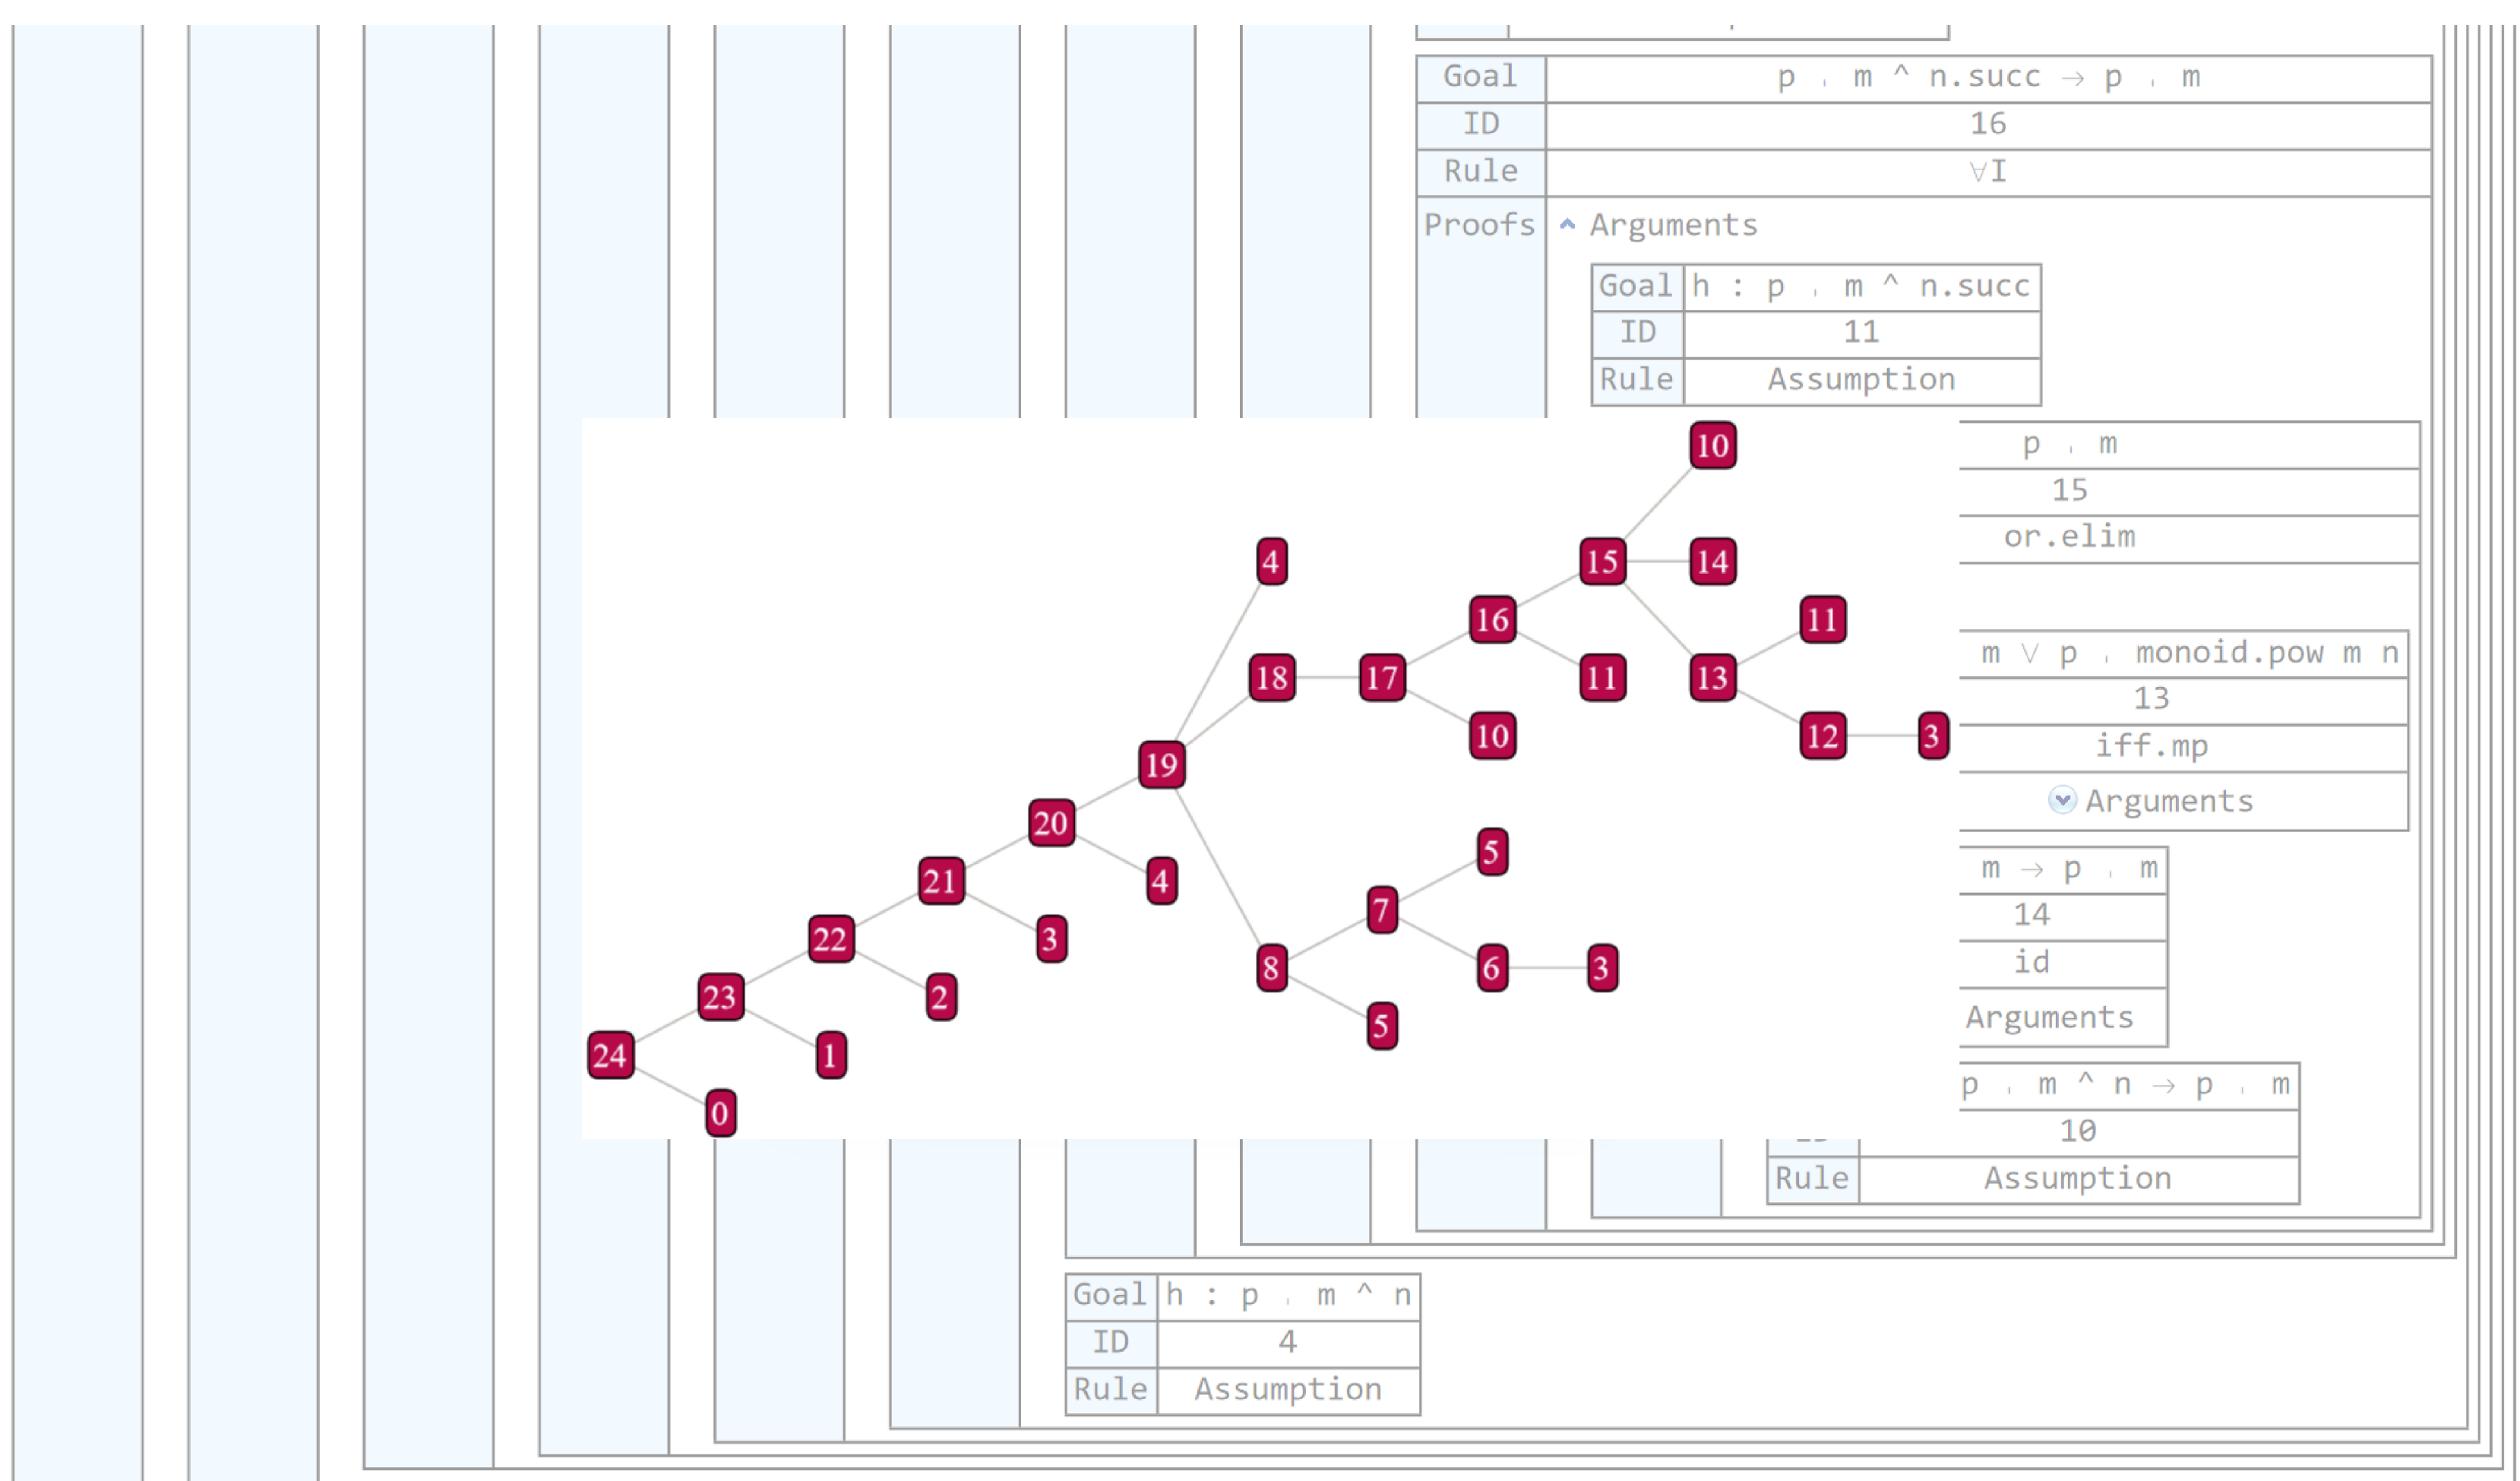 Goal p ∣ m ^ n.succ → p ∣ m
ID 16
Rule ∀I
Proofs Arguments
Goal h : p ∣ m ^ n.succ
ID 11
Rule Assumption
p ∣ m
15
or.elim
m ∨ p ∣ monoid.pow m n
13
iff.mp
Arguments
m → p ∣ m
14
id
Arguments
p ∣ m ^ n → p ∣ m
10
Rule Assumption
Goal h : p ∣ m ^ n
ID 4
Rule Assumption
10
4 15 14
16 11
18 17 11 13
10 12 3
19
20 5
21 4 7
22 3 8 6 3
23 2 5
24 1
0